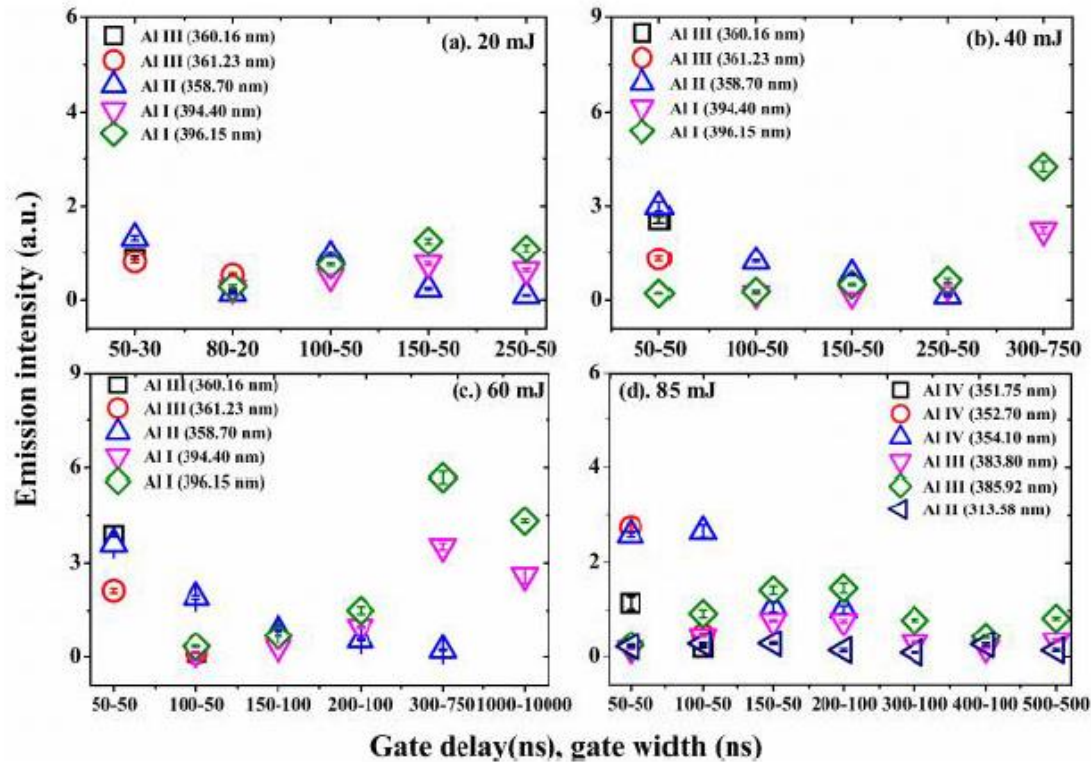 Emission intensity (a.u.)
(a). 20 mJ
Al III (360.16 nm)
Al III (361.23 nm)
Al II (358.70 nm)
Al I (394.40 nm)
Al I (396.15 nm)
6
4
2
0
50-30 80-20 100-50 150-50 250-50
(b). 40 mJ
Al III (360.16 nm)
Al III (361.23 nm)
Al II (358.70 nm)
Al I (394.40 nm)
Al I (396.15 nm)
9
6
3
0
50-50 100-50 150-50 250-50 300-750
(c.) 60 mJ
Al III (360.16 nm)
Al III (361.23 nm)
Al II (358.70 nm)
Al I (394.40 nm)
Al I (396.15 nm)
9
6
3
0
50-50 100-50 150-100 200-100 300-750 1000-10000
(d). 85 mJ
Al IV (351.75 nm)
Al IV (352.70 nm)
Al IV (354.10 nm)
Al III (383.80 nm)
Al III (385.92 nm)
Al II (313.58 nm)
6
4
2
0
50-50 100-50 150-50 200-100 300-100 400-100 500-500
Gate delay(ns), gate width (ns)